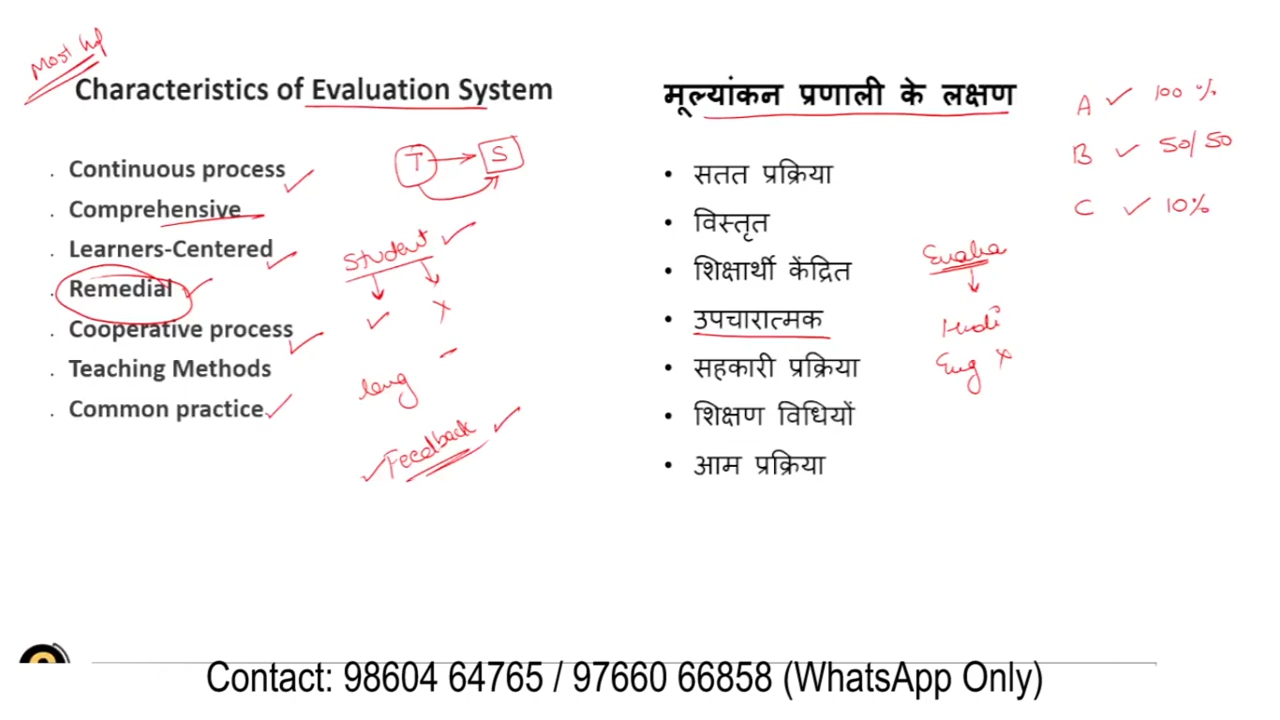 Most Imp
Characteristics of Evaluation System
. Continuous process
. Comprehensive
. Learners-Centered
. Remedial
. Cooperative process
. Teaching Methods
. Common practice
T → S
Student
lang
Feedback
मूल्यांकन प्रणाली के लक्षण
• सतत प्रक्रिया
• विस्तृत
• शिक्षार्थी केंद्रित
• उपचारात्मक
• सहकारी प्रक्रिया
• शिक्षण विधियों
• आम प्रक्रिया
A ✓ 100%
B ✓ 50/50
C ✓ 10%
Hindi
Eng ×
Contact: 98604 64765 / 97660 66858 (WhatsApp Only)